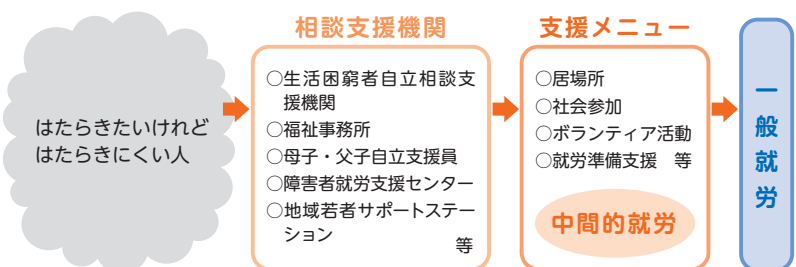 はたらきたいけれど
はたらきにくい人
相談支援機関
○生活困窮者自立相談支
援機関
○福祉事務所
○母子・父子自立支援員
○障害者就労支援センター
○地域若者サポートステー
ション
等
支援メニュー
○居場所
○社会参加
○ボランティア活動
○就労準備支援　等
中間的就労
一般就労